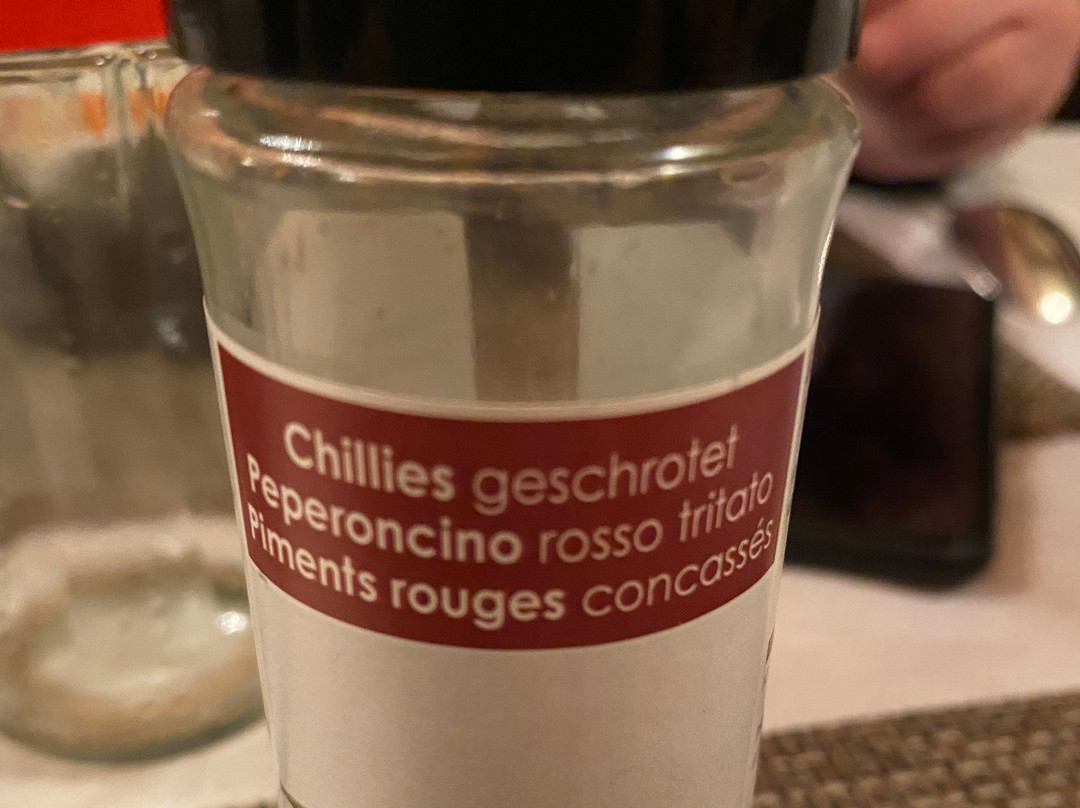 Chillies geschrotet
Peperoncino rosso tritato
Piments rouges concassés